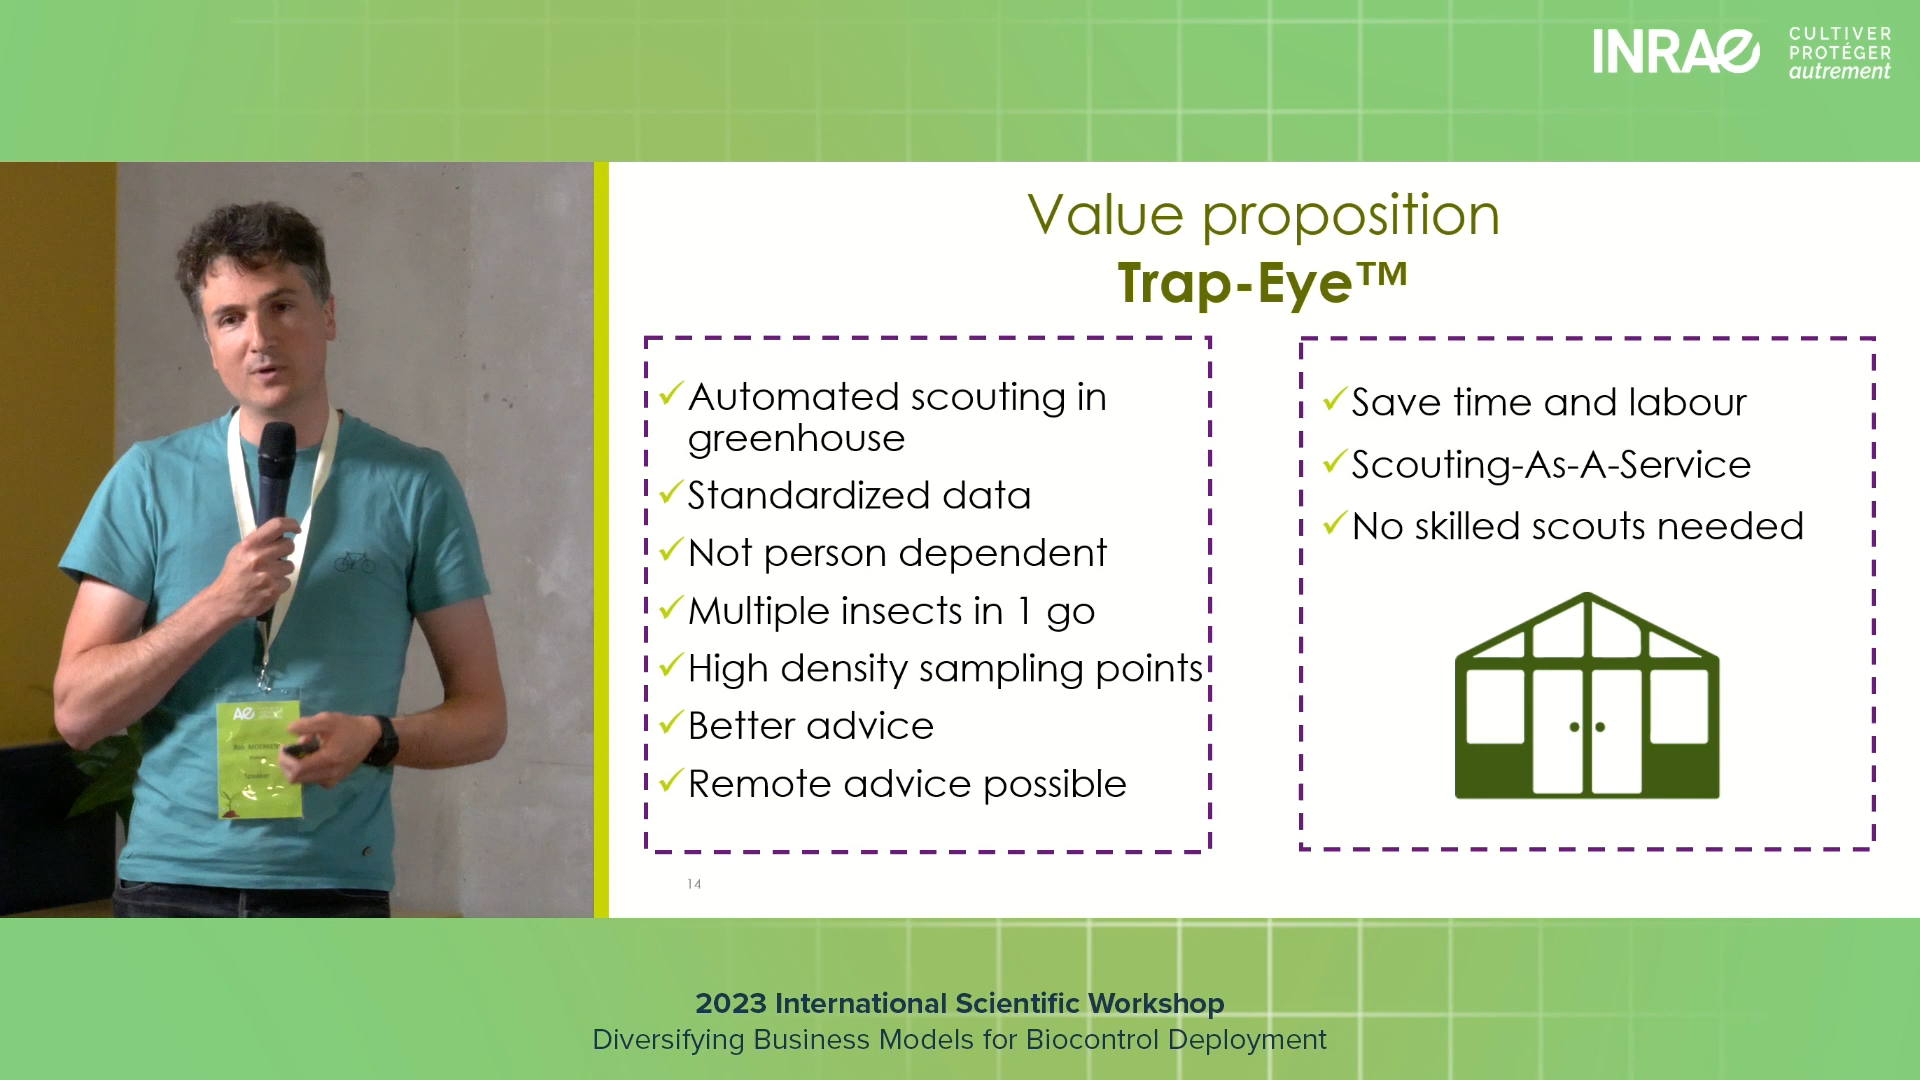 INRAE
CULTIVER
PROTÉGER
autrement
Value proposition
Trap-Eye™
✓Automated scouting in
greenhouse
✓Standardized data
✓Not person dependent
✓Multiple insects in 1 go
✓High density sampling points
✓Better advice
✓Remote advice possible
✓Save time and labour
✓Scouting-As-A-Service
✓No skilled scouts needed
14
Speaker
2023 International Scientific Workshop
Diversifying Business Models for Biocontrol Deployment